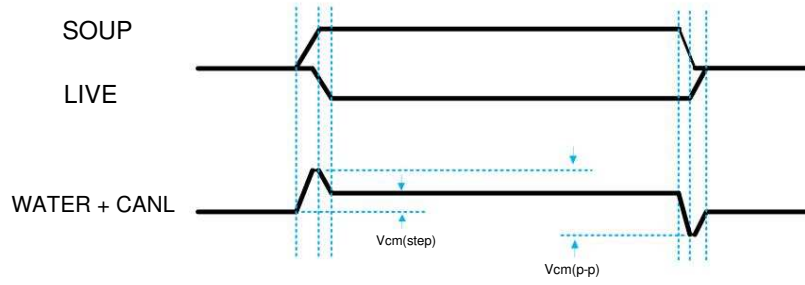 SOUP
LIVE
WATER + CANL
Vcm(step)
Vcm(p-p)